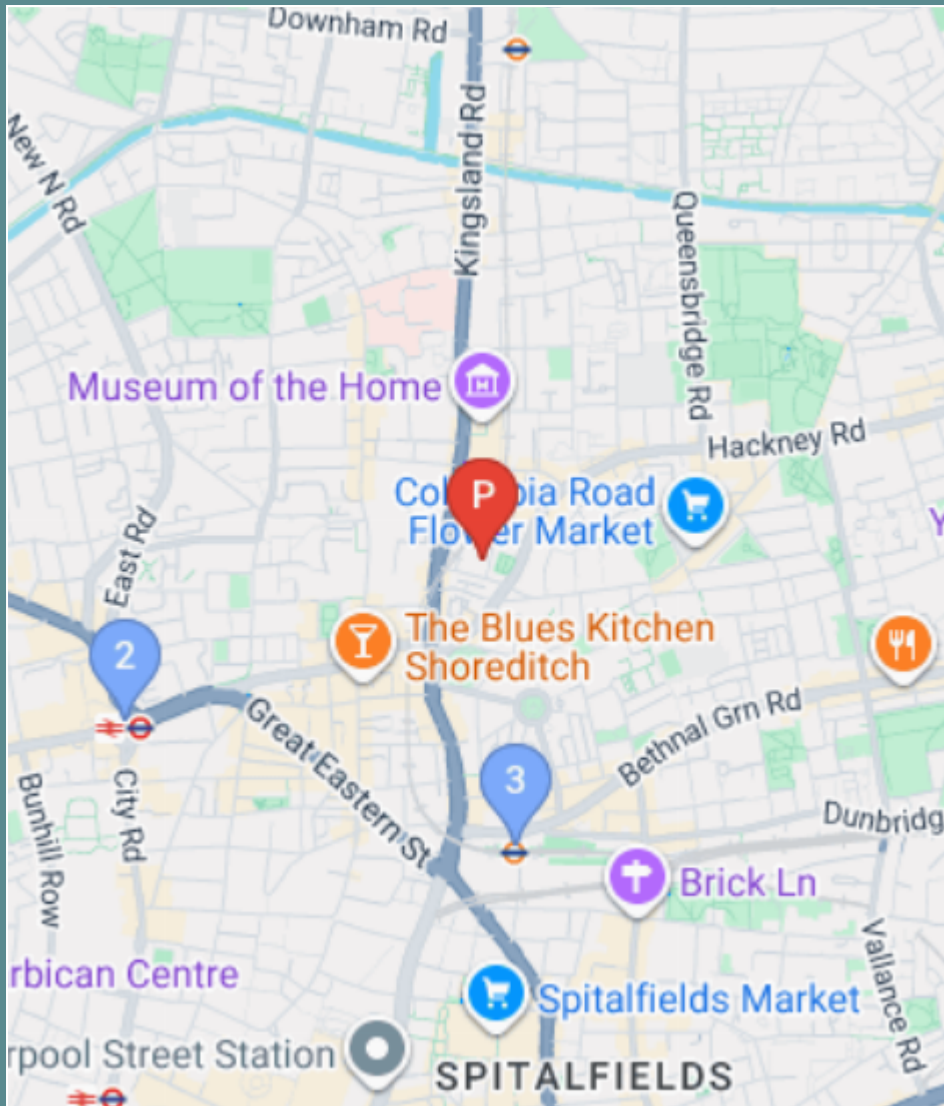 Downham Rd
New N Rd
Kingsland Rd
Queensbridge Rd
Museum of the Home
Hackney Rd
P
Road
Market
East Rd
2
The Blues Kitchen
Shoreditch
Great Eastern St
Bethnal Grn Rd
3
Bunhill Row
City Rd
Dunbridg
Brick Ln
Vallance Rd
rbican Centre
Spitalfields Market
rpool Street Station
SPITALFIELDS